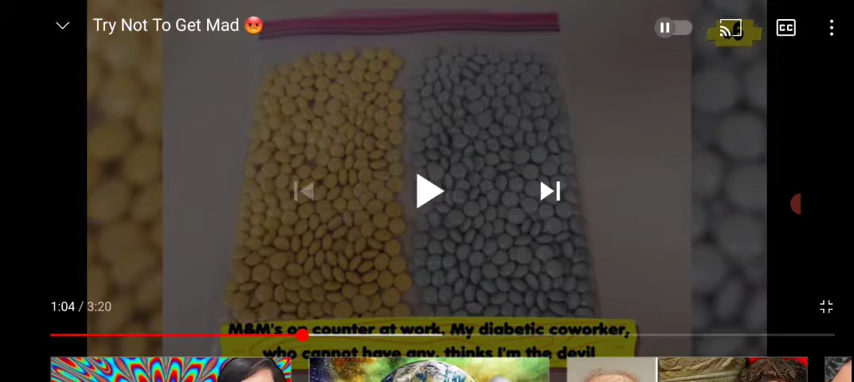 Try Not To Get Mad 😡
CC
1:04 / 3:20
M&M's on counter at work. My diabetic coworker,
who cannot have any, thinks I'm the devil